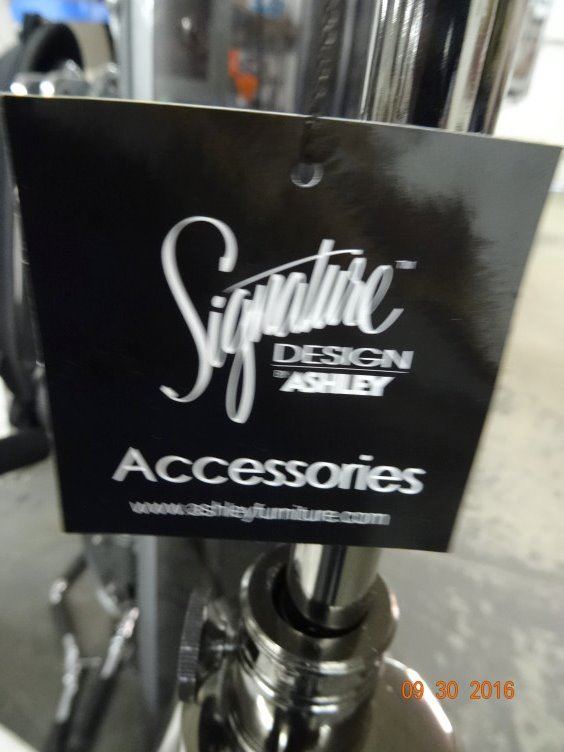 Signature™
DESIGN
BY ASHLEY
Accessories
www.ashleyfurniture.com
09 30 2016